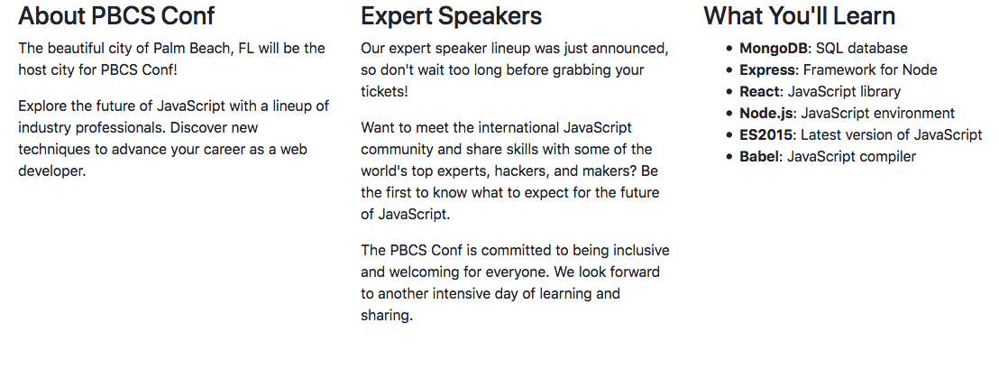 About PBCS Conf
The beautiful city of Palm Beach, FL will be the
host city for PBCS Conf!
Explore the future of JavaScript with a lineup of
industry professionals. Discover new
techniques to advance your career as a web
developer.
Expert Speakers
Our expert speaker lineup was just announced,
so don't wait too long before grabbing your
tickets!
Want to meet the international JavaScript
community and share skills with some of the
world's top experts, hackers, and makers? Be
the first to know what to expect for the future
of JavaScript.
The PBCS Conf is committed to being inclusive
and welcoming for everyone. We look forward
to another intensive day of learning and
sharing.
What You'll Learn
• MongoDB: SQL database
• Express: Framework for Node
• React: JavaScript library
• Node.js: JavaScript environment
• ES2015: Latest version of JavaScript
• Babel: JavaScript compiler